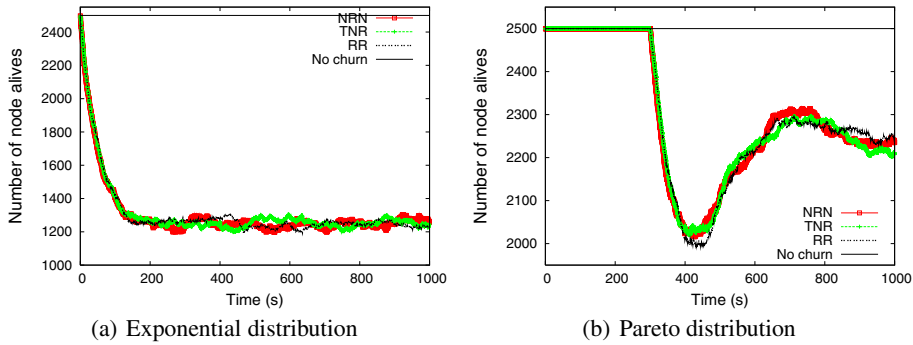 Number of node alives
2400
2200
2000
1800
1600
1400
1200
1000
0 200 400 600 800 1000
Time (s)
NRN
TNR
RR
No churn
(a) Exponential distribution
Number of node alives
2500
2400
2300
2200
2100
2000
0 200 400 600 800 1000
Time (s)
NRN
TNR
RR
No churn
(b) Pareto distribution